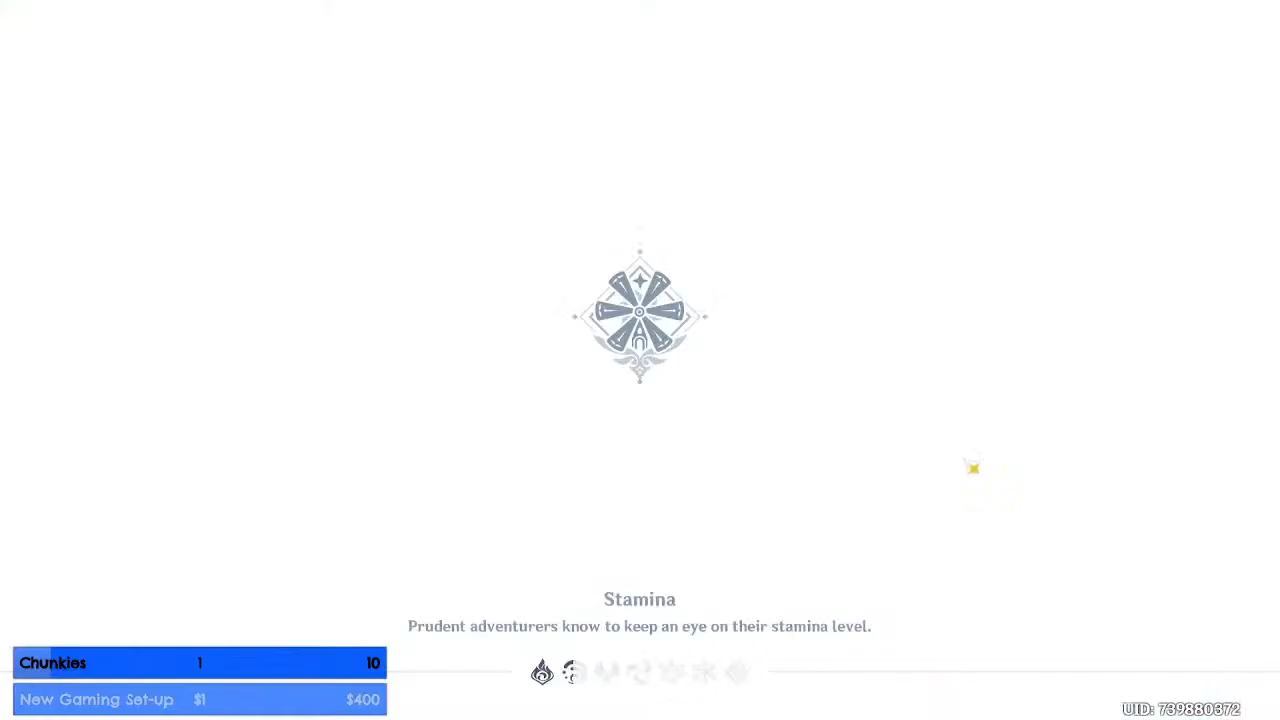 Stamina
Prudent adventurers know to keep an eye on their stamina level.
Chunkies 1 10
New Gaming Set-up $1 $400
UID: 739880372